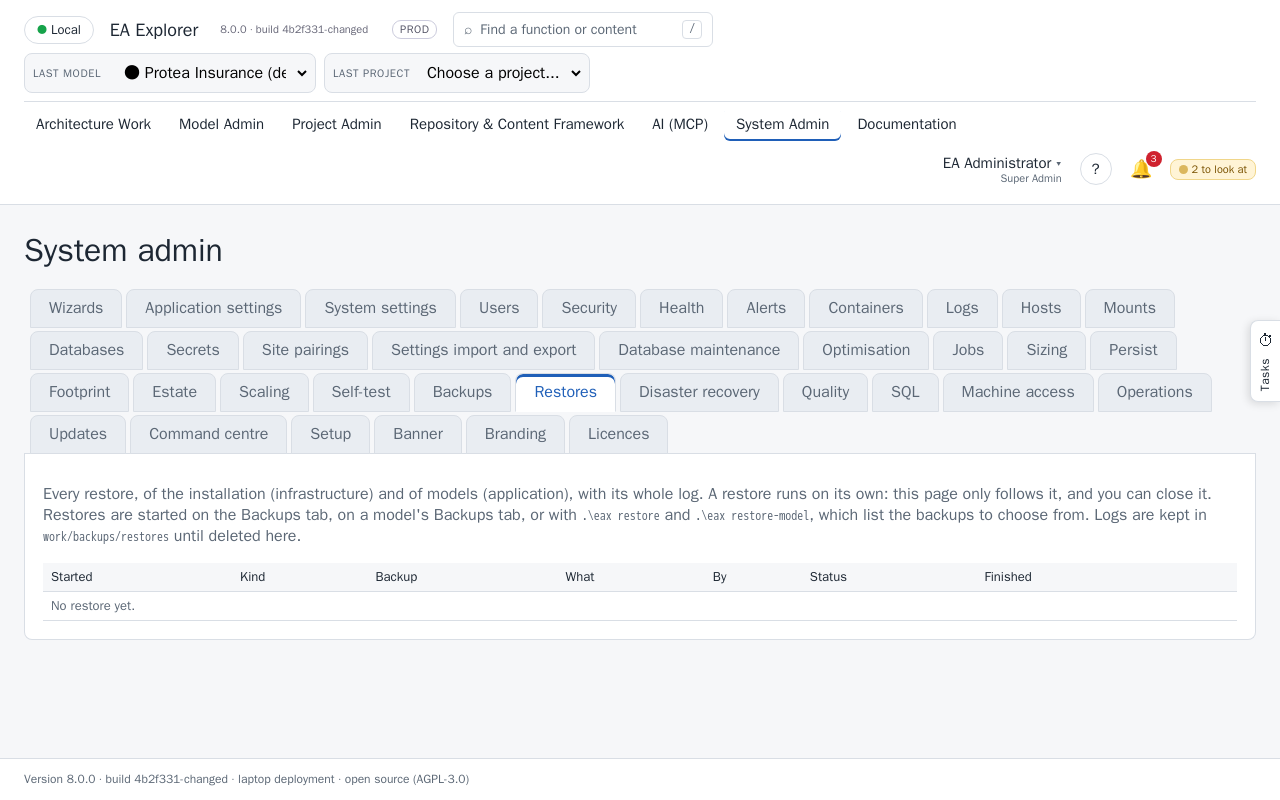 Local
EA Explorer
8.0.0 · build 4b2f331-changed
PROD
Find a function or content
/
LAST MODEL
Protea Insurance (de
LAST PROJECT
Choose a project...
Architecture Work
Model Admin
Project Admin
Repository & Content Framework
AI (MCP)
System Admin
Documentation
EA Administrator
Super Admin
?
3
2 to look at
System admin
Wizards
Application settings
System settings
Users
Security
Health
Alerts
Containers
Logs
Hosts
Mounts
Databases
Secrets
Site pairings
Settings import and export
Database maintenance
Optimisation
Jobs
Sizing
Persist
Footprint
Estate
Scaling
Self-test
Backups
Restores
Disaster recovery
Quality
SQL
Machine access
Operations
Updates
Command centre
Setup
Banner
Branding
Licences
Tasks
Every restore, of the installation (infrastructure) and of models (application), with its whole log. A restore runs on its own: this page only follows it, and you can close it.
Restores are started on the Backups tab, on a model's Backups tab, or with .\eax restore and .\eax restore-model, which list the backups to choose from. Logs are kept in
work/backups/restores until deleted here.
Started Kind Backup What By Status Finished
No restore yet.
Version 8.0.0 · build 4b2f331-changed · laptop deployment · open source (AGPL-3.0)